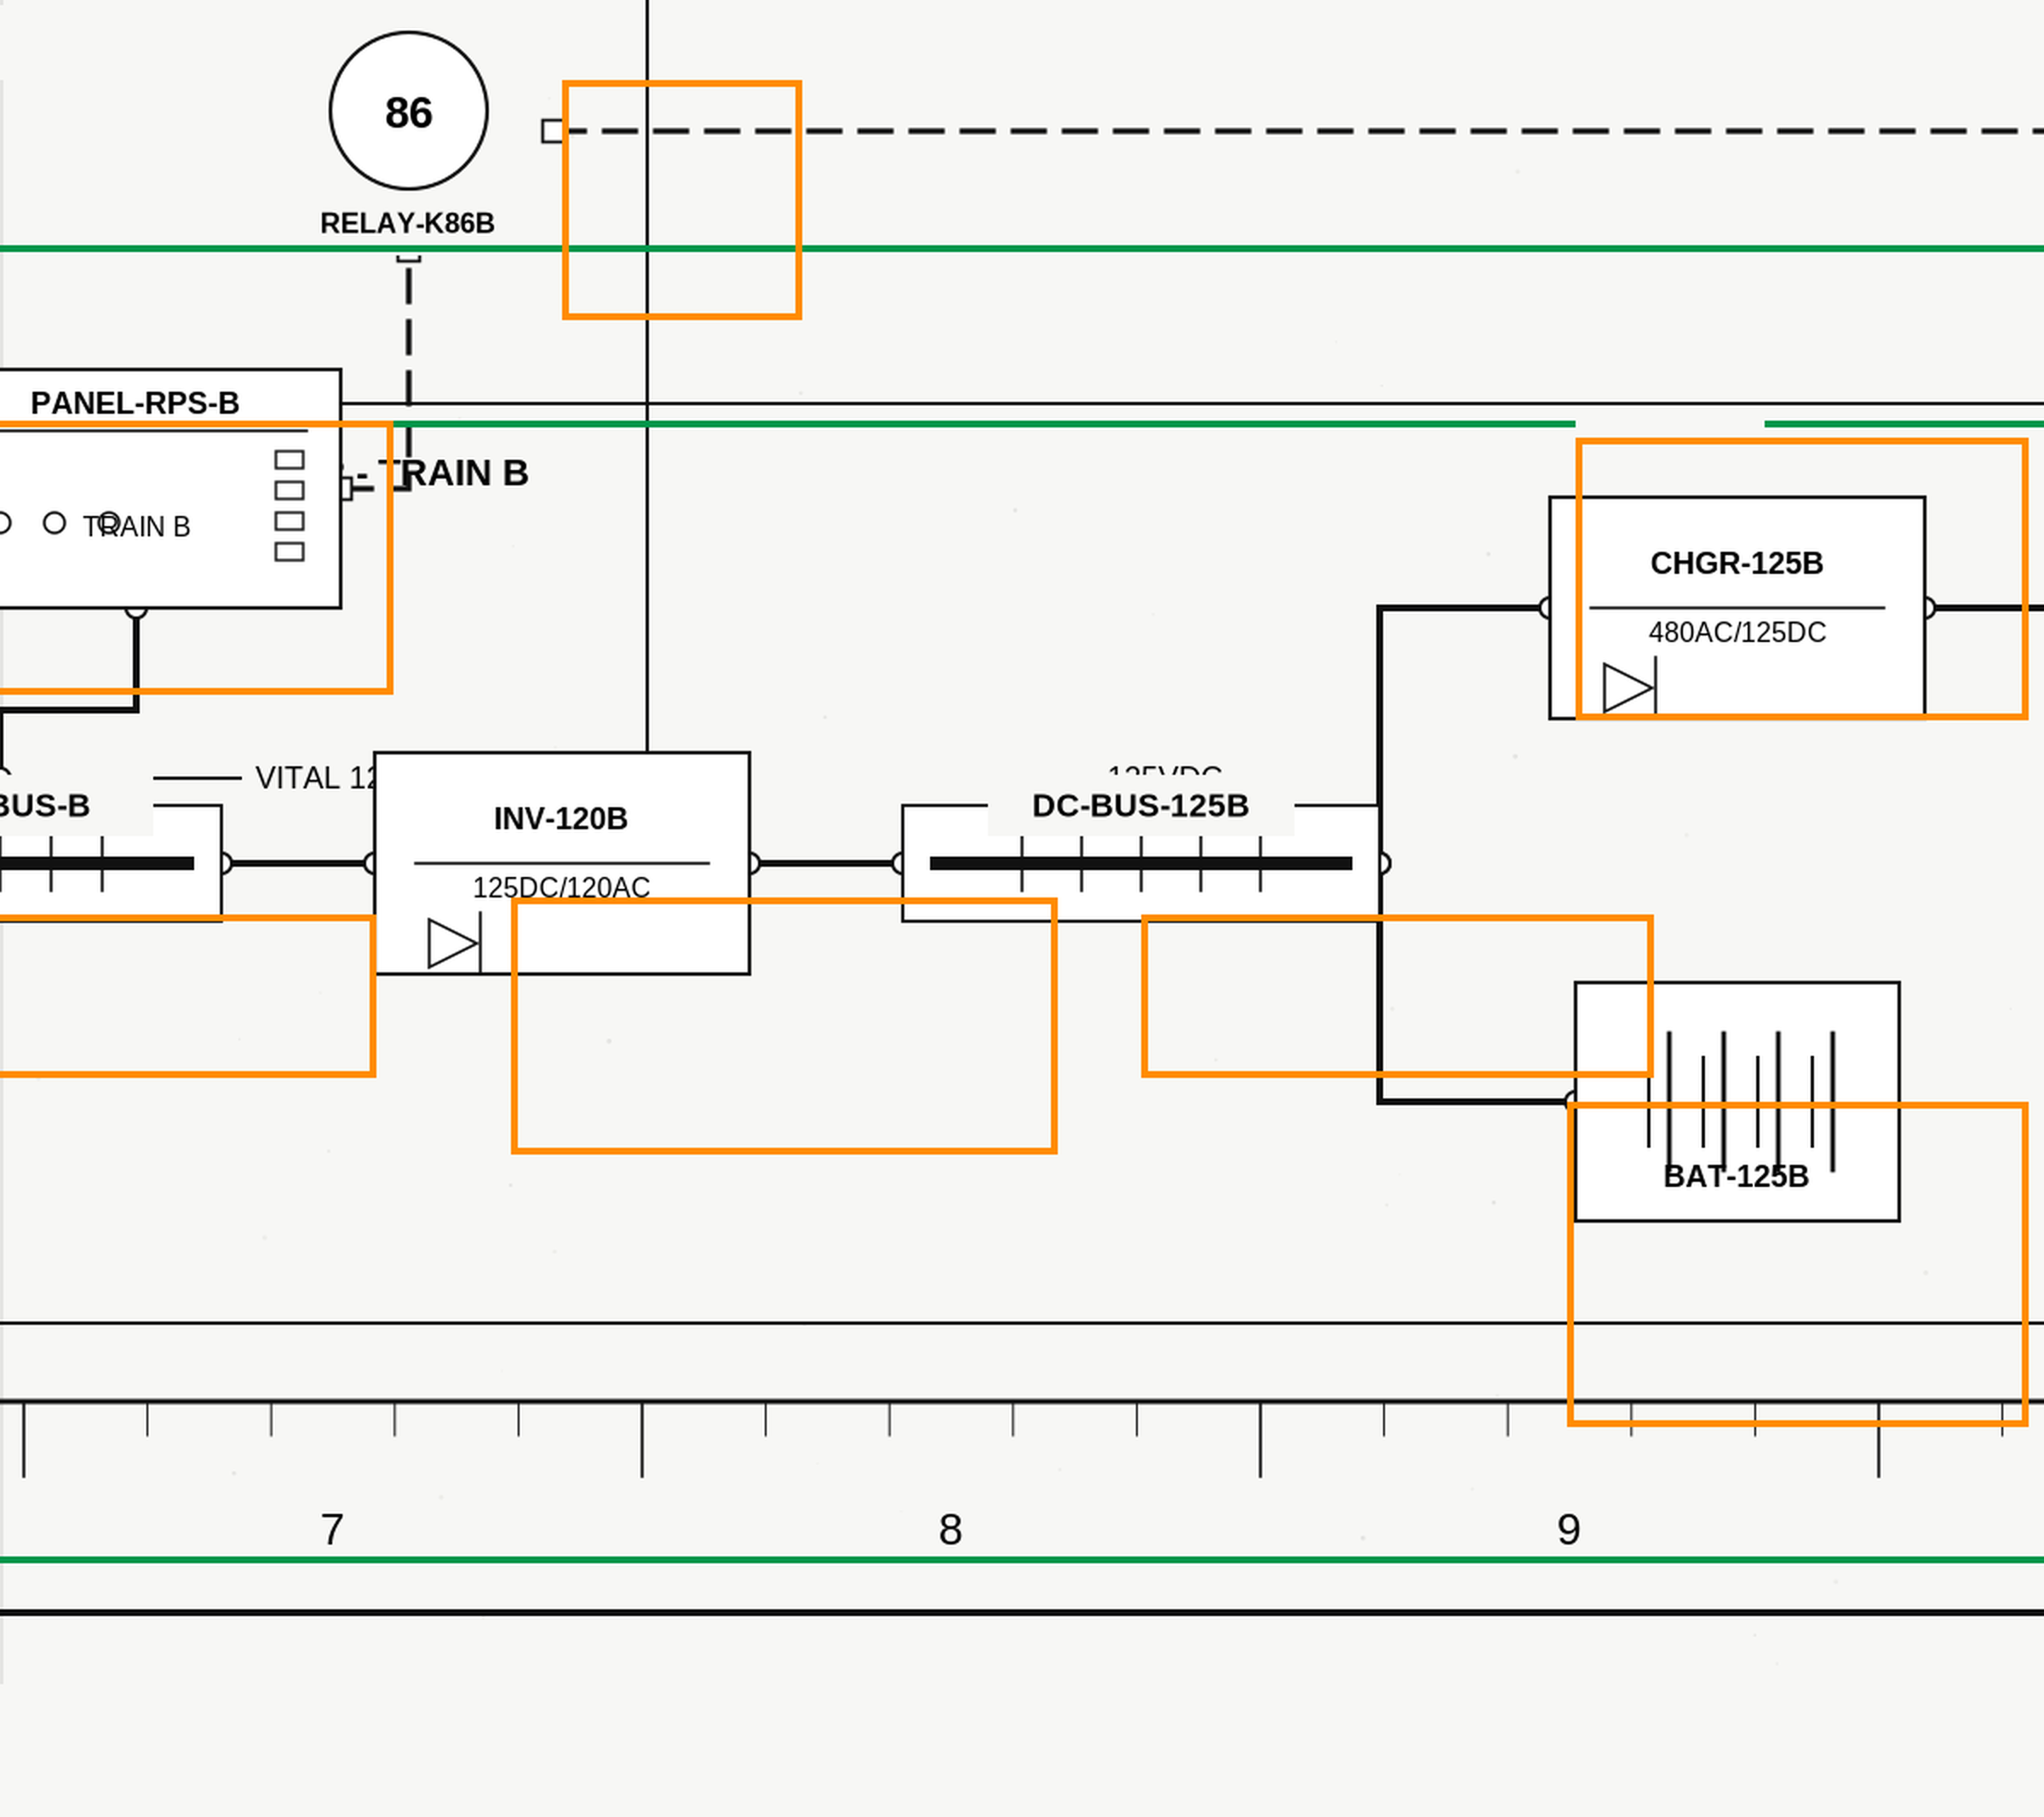 86
RELAY-K86B
PANEL-RPS-B
- TRAIN B
TRAIN B
CHGR-125B
480AC/125DC
VITAL
125VDC
BUS-B
INV-120B
DC-BUS-125B
125DC/120AC
BAT-125B
7 8 9